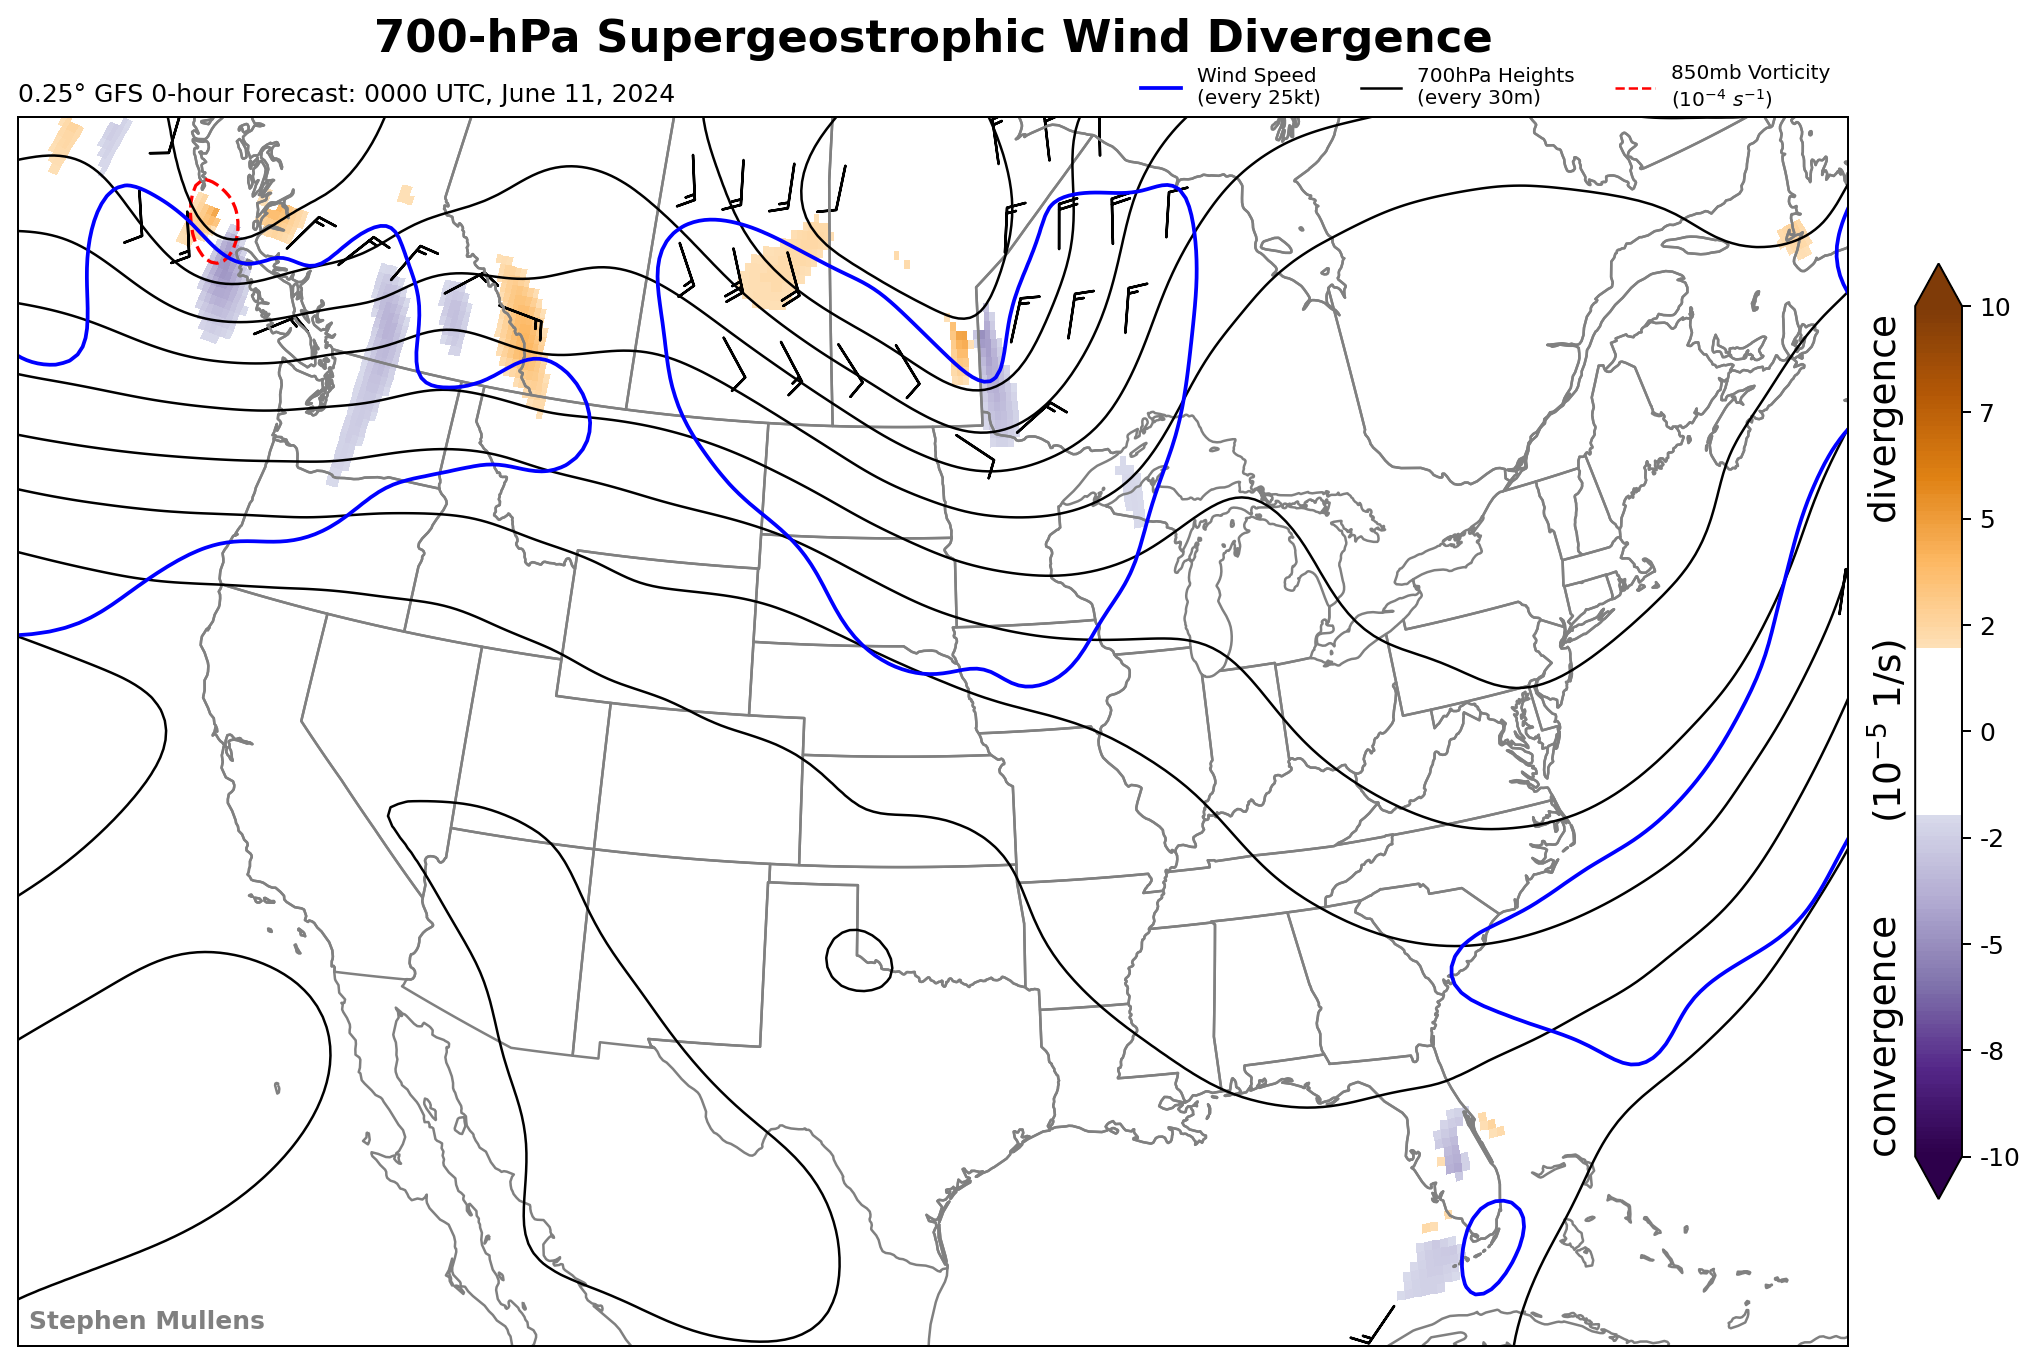 700-hPa Supergeostrophic Wind Divergence
0.25° GFS 0-hour Forecast: 0000 UTC, June 11, 2024
Wind Speed
(every 25kt)
700hPa Heights
(every 30m)
850mb Vorticity
(10⁻⁴ s⁻¹)
10
7
5
2
0
-2
-5
-8
-10
convergence (10⁻⁵ 1/s) divergence
Stephen Mullens